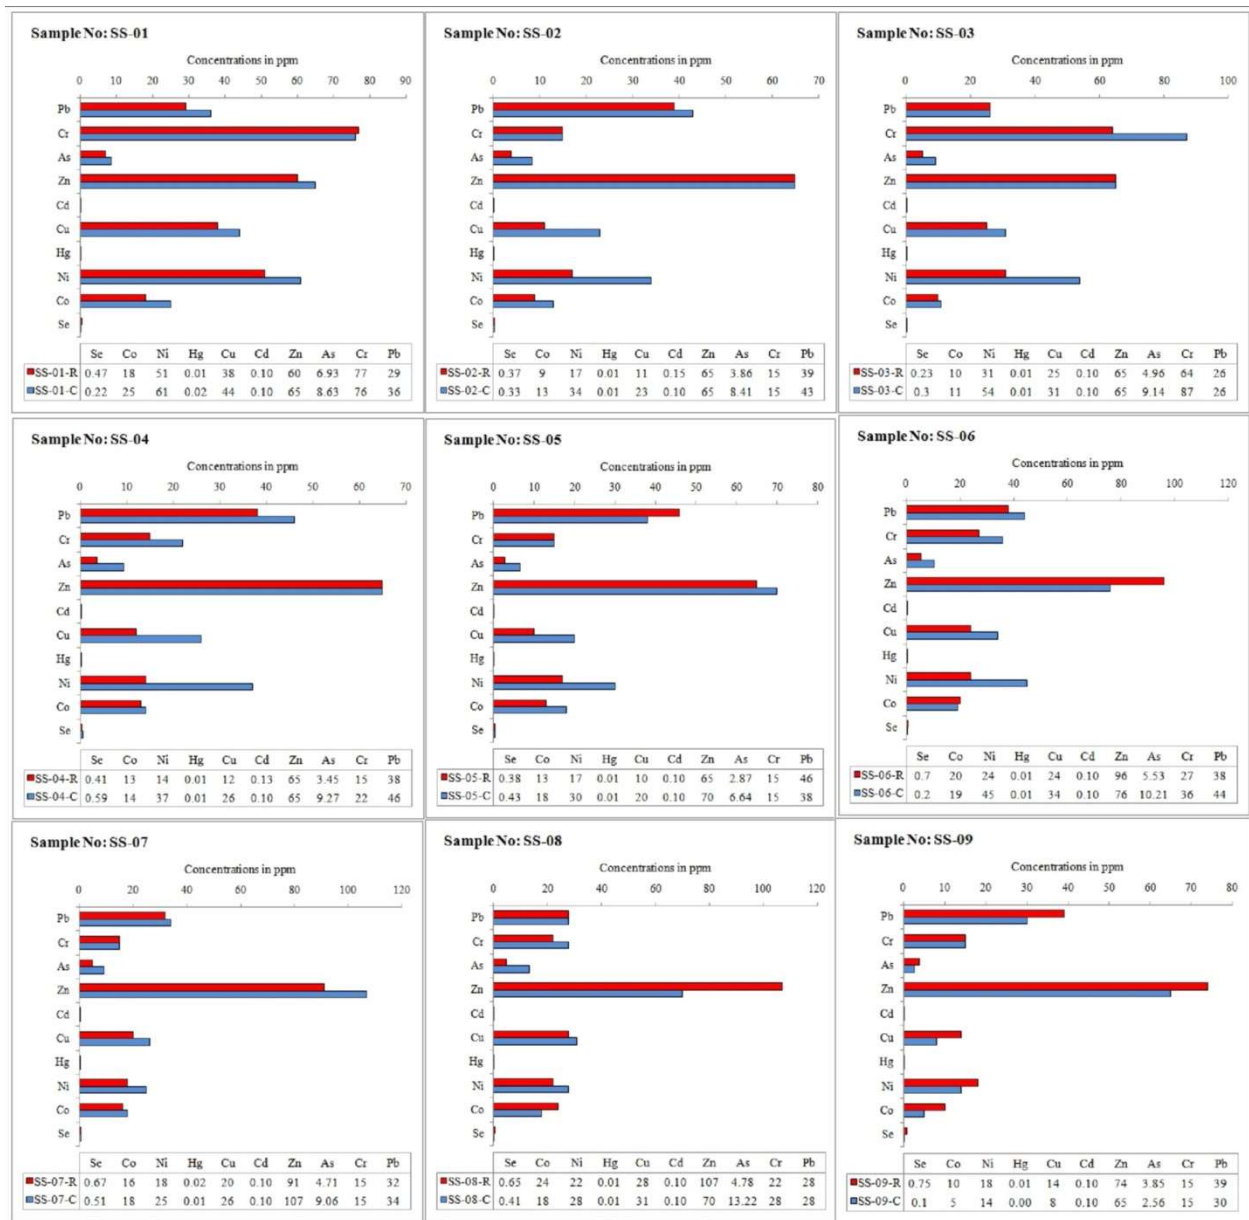 Sample No: SS-01
Concentrations in ppm
0 10 20 30 40 50 60 70 80 90
Pb
Cr
As
Zn
Cd
Cu
Hg
Ni
Co
Se
Se Co Ni Hg Cu Cd Zn As Cr Pb
SS-01-R 0.47 18 51 0.01 38 0.10 60 6.93 77 29
SS-01-C 0.22 25 61 0.02 44 0.10 65 8.63 76 36
Sample No: SS-02
Concentrations in ppm
0 10 20 30 40 50 60 70
Pb
Cr
As
Zn
Cd
Cu
Hg
Ni
Co
Se
Se Co Ni Hg Cu Cd Zn As Cr Pb
SS-02-R 0.37 9 17 0.01 11 0.15 65 3.86 15 39
SS-02-C 0.33 13 34 0.01 23 0.10 65 8.41 15 43
Sample No: SS-03
Concentrations in ppm
0 20 40 60 80 100
Pb
Cr
As
Zn
Cd
Cu
Hg
Ni
Co
Se
Se Co Ni Hg Cu Cd Zn As Cr Pb
SS-03-R 0.23 10 31 0.01 25 0.10 65 4.96 64 26
SS-03-C 0.3 11 54 0.01 31 0.10 65 9.14 87 26
Sample No: SS-04
Concentrations in ppm
0 10 20 30 40 50 60 70
Pb
Cr
As
Zn
Cd
Cu
Hg
Ni
Co
Se
Se Co Ni Hg Cu Cd Zn As Cr Pb
SS-04-R 0.41 13 14 0.01 12 0.13 65 3.45 15 38
SS-04-C 0.59 14 37 0.01 26 0.10 65 9.27 22 46
Sample No: SS-05
Concentrations in ppm
0 10 20 30 40 50 60 70 80
Pb
Cr
As
Zn
Cd
Cu
Hg
Ni
Co
Se
Se Co Ni Hg Cu Cd Zn As Cr Pb
SS-05-R 0.38 13 17 0.01 10 0.10 65 2.87 15 46
SS-05-C 0.43 18 30 0.01 20 0.10 70 6.64 15 38
Sample No: SS-06
Concentrations in ppm
0 20 40 60 80 100 120
Pb
Cr
As
Zn
Cd
Cu
Hg
Ni
Co
Se
Se Co Ni Hg Cu Cd Zn As Cr Pb
SS-06-R 0.7 20 24 0.01 24 0.10 96 5.53 27 38
SS-06-C 0.2 19 45 0.01 34 0.10 76 10.21 36 44
Sample No: SS-07
Concentrations in ppm
0 20 40 60 80 100 120
Pb
Cr
As
Zn
Cd
Cu
Hg
Ni
Co
Se
Se Co Ni Hg Cu Cd Zn As Cr Pb
SS-07-R 0.67 16 18 0.02 20 0.10 91 4.71 15 32
SS-07-C 0.51 18 25 0.01 26 0.10 107 9.06 15 34
Sample No: SS-08
Concentrations in ppm
0 20 40 60 80 100 120
Pb
Cr
As
Zn
Cd
Cu
Hg
Ni
Co
Se
Se Co Ni Hg Cu Cd Zn As Cr Pb
SS-08-R 0.65 24 22 0.01 28 0.10 107 4.78 22 28
SS-08-C 0.41 18 28 0.01 31 0.10 70 13.22 28 28
Sample No: SS-09
Concentrations in ppm
0 10 20 30 40 50 60 70 80
Pb
Cr
As
Zn
Cd
Cu
Hg
Ni
Co
Se
Se Co Ni Hg Cu Cd Zn As Cr Pb
SS-09-R 0.75 10 18 0.01 14 0.10 74 3.85 15 39
SS-09-C 0.1 5 14 0.00 8 0.10 65 2.56 15 30